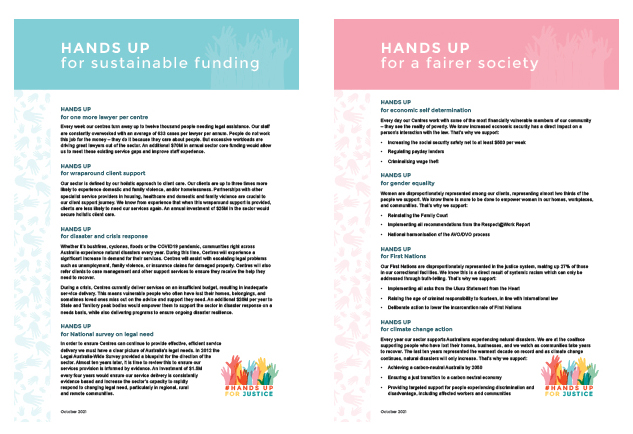 HANDS UP
for sustainable funding
HANDS UP
for one more lawyer per centre
Every week our centres turn away up to twelve thousand people needing legal assistance. Our staff
are constantly overworked with an average of 533 cases per lawyer per annum. People do not work
this job for the money – they do it because they care about people. But excessive workloads are
driving great lawyers out of the sector. An additional $70M in annual sector core funding would allow
us to meet these existing service gaps and improve staff experience.
HANDS UP
for wraparound client support
Our sector is defined by our holistic approach to client care. Our clients are up to three times more
likely to experience domestic and family violence, and/or homelessness. Partnerships with other
specialist service providers in housing, healthcare and domestic and family violence are crucial to
our client support journey. We know from experience that when this wraparound support is provided,
clients are less likely to need our services again. An annual investment of $35M in the sector would
secure holistic client care.
HANDS UP
for disaster and crisis response
Whether it's bushfires, cyclones, floods or the COVID19 pandemic, communities right across
Australia experience natural disasters every year. During this time, Centres will experience a
significant increase in demand for their services. Centres will assist with escalating legal problems
such as unemployment, family violence, or insurance claims for damaged property. Centres will also
refer clients to case management and other support services to ensure they receive the help they
need to recover.
During a crisis, Centres currently deliver services on an insufficient budget, resulting in inadequate
service delivery. This means vulnerable people who often have lost their homes, belongings, and
sometimes loved ones miss out on the advice and support they need. An additional $20M per year to
State and Territory peak bodies would empower them to support the sector in disaster response on a
needs basis, while also delivering programs to ensure ongoing disaster resilience.
HANDS UP
for National survey on legal need
In order to ensure Centres can continue to provide effective, efficient service
delivery we must have a clear picture of Australia's legal needs. In 2012 the
Legal Australia-Wide Survey provided a blueprint for the direction of the
sector. Almost ten years later, it is time to review this to ensure our
services provision is informed by evidence. An investment of $1.5M
every four years would ensure our service delivery is consistently
evidence based and increase the sector's capacity to rapidly
respond to changing legal need, particularly in regional, rural
and remote communities.
#HANDS UP
FOR JUSTICE
October 2021
HANDS UP
for a fairer society
HANDS UP
for economic self determination
Every day our Centres work with some of the most financially vulnerable members of our community
– they see the reality of poverty. We know increased economic security has a direct impact on a
person's interaction with the law. That's why we support:
• Increasing the social security safety net to at least $600 per week
• Regulating payday lenders
• Criminalising wage theft
HANDS UP
for gender equality
Women are disproportionately represented among our clients, representing almost two thirds of the
people we support. We know there is more to be done to empower women in our homes, workplaces,
and communities. That's why we support:
• Reinstating the Family Court
• Implementing all recommendations from the Respect@Work Report
• National harmonisation of the AVO/DVO process
HANDS UP
for First Nations
Our First Nations are disproportionately represented in the justice system, making up 27% of those
in our correctional facilities. We know this is a direct result of systemic racism which can only be
addressed through truth-telling. That's why we support:
• Implementing all asks from the Uluru Statement from the Heart
• Raising the age of criminal responsibility to fourteen, in line with international law
• Deliberate action to lower the incarceration rate of First Nations
HANDS UP
for climate change action
Every year our sector supports Australians experiencing natural disasters. We are at the coalface
supporting people who have lost their homes, businesses, and we watch as communities take years
to recover. The last ten years represented the warmest decade on record and as climate change
continues, natural disasters will only increase. That's why we support:
• Achieving a carbon-neutral Australia by 2050
• Ensuring a just transition to a carbon neutral economy
• Providing targeted support for people experiencing discrimination and
disadvantage, including affected workers and communities
#HANDS UP
FOR JUSTICE
October 2021